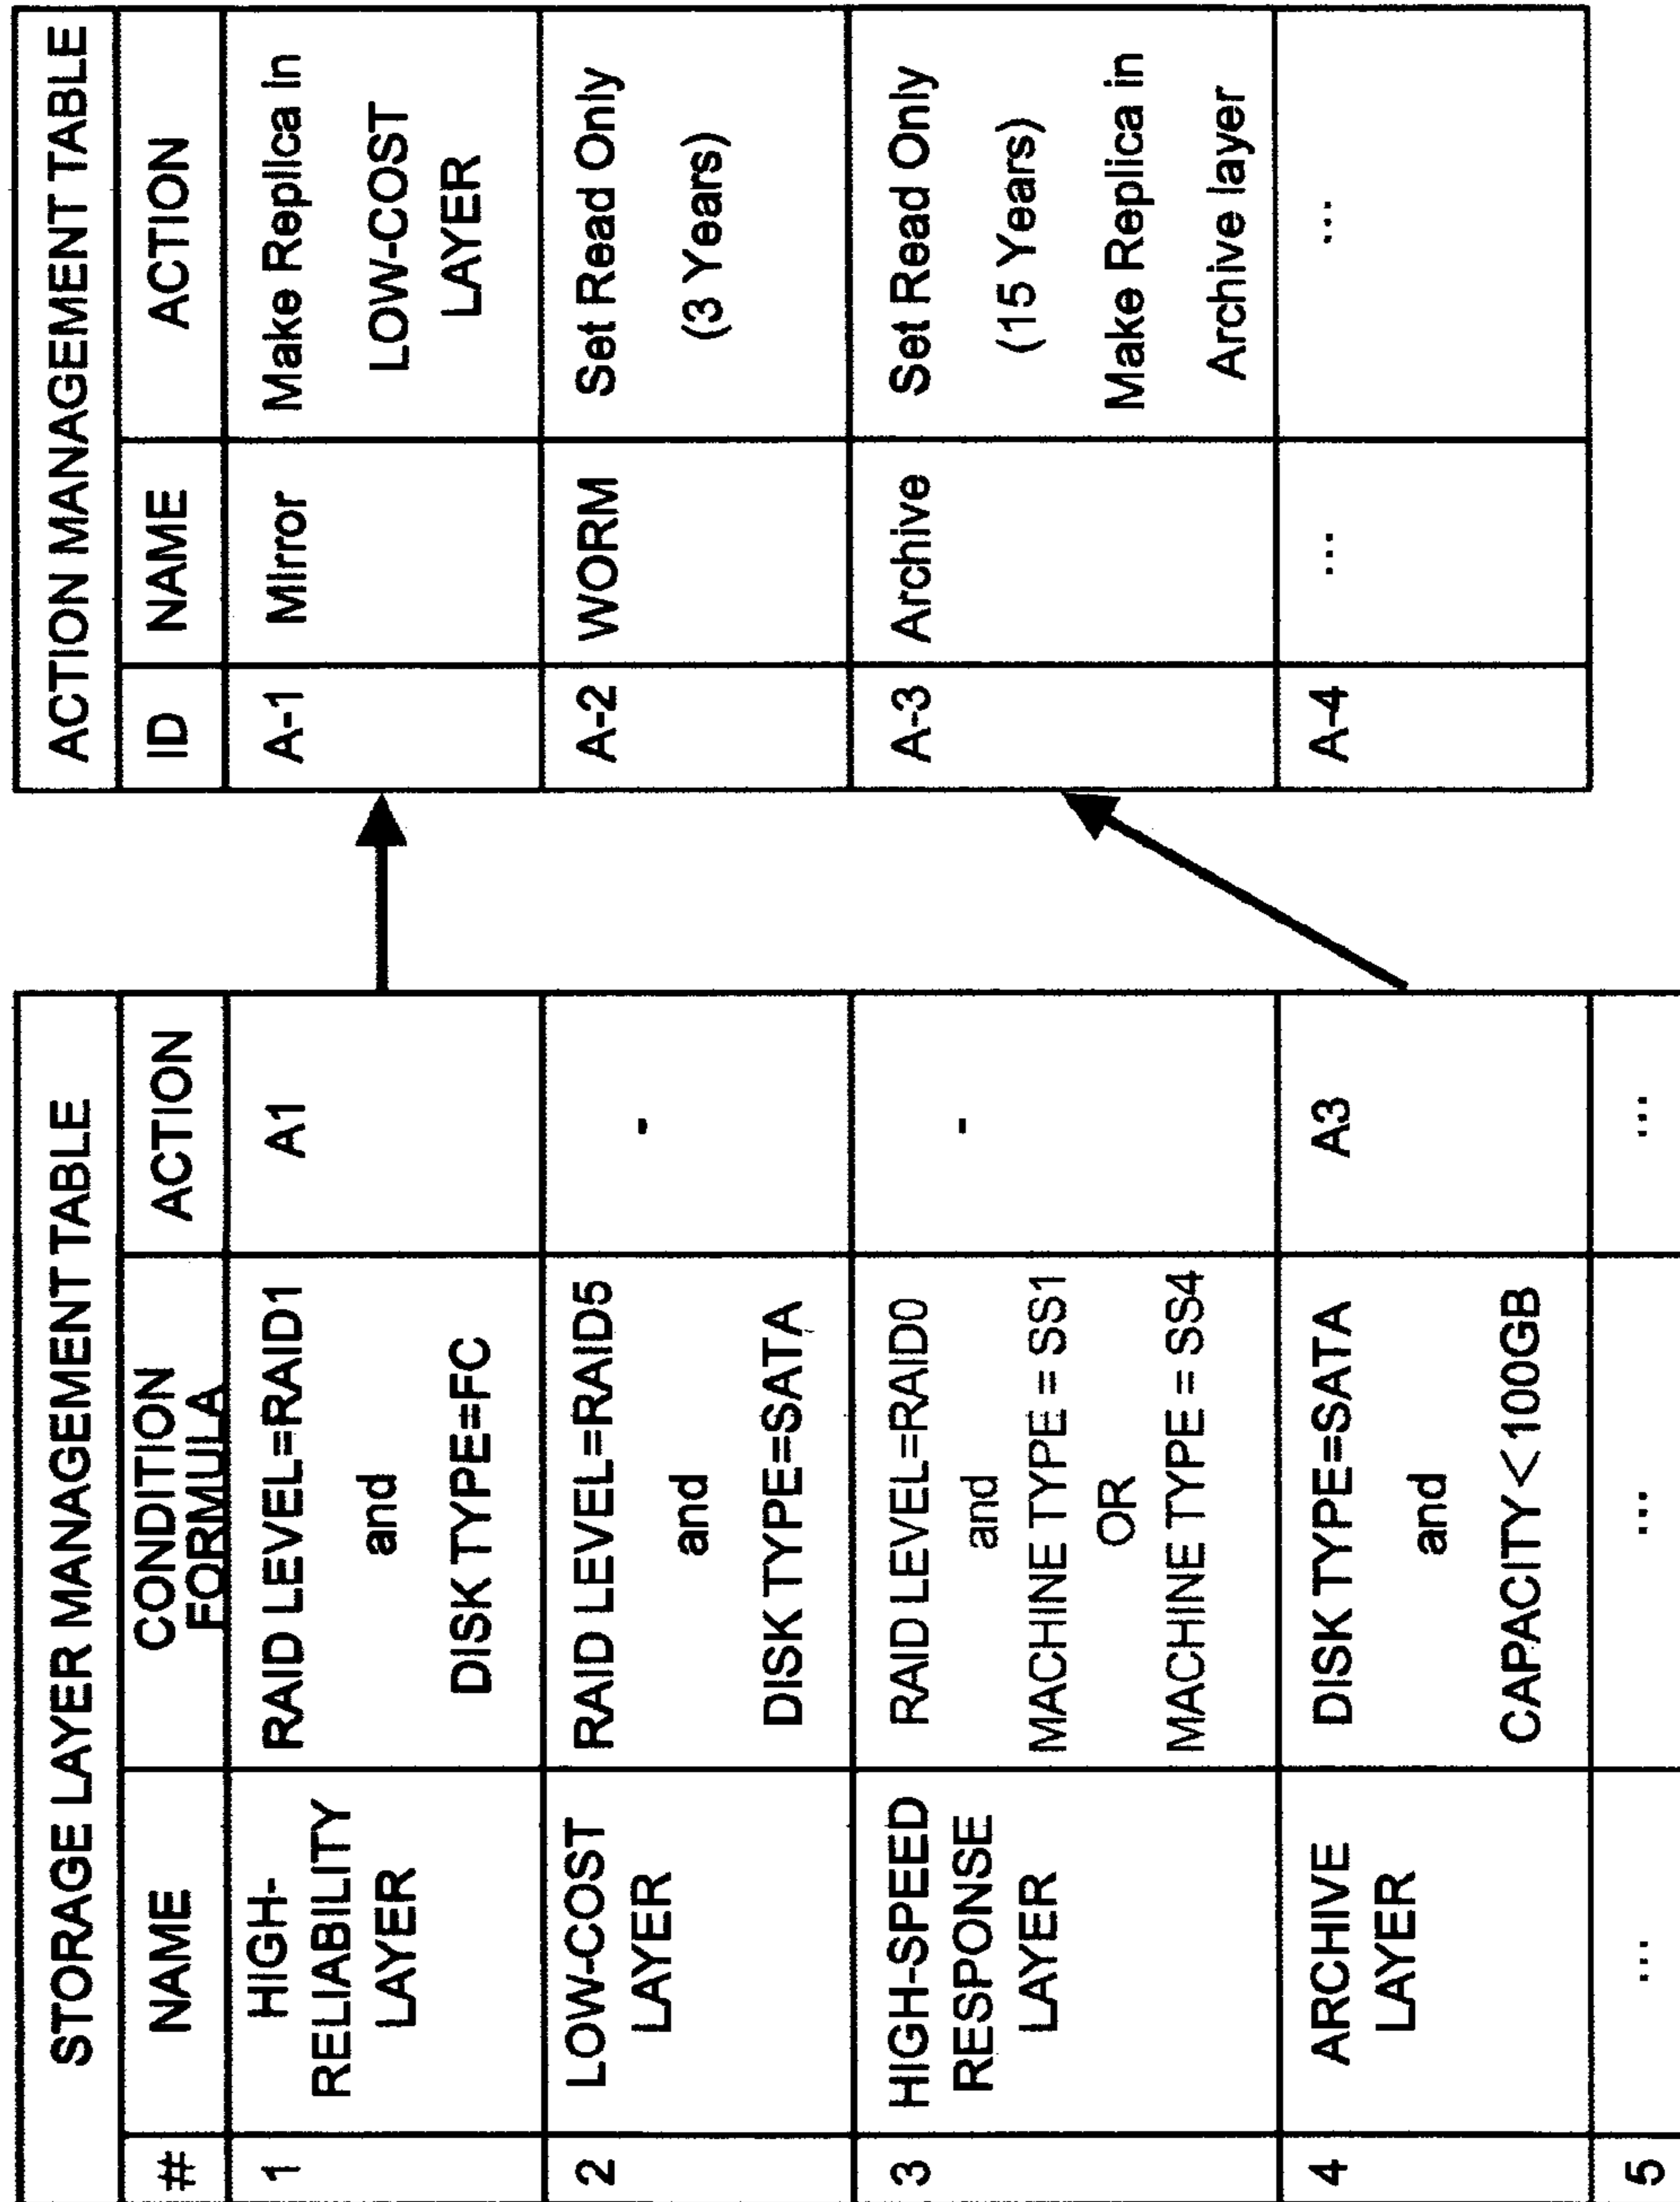 STORAGE LAYER MANAGEMENT TABLE
# NAME CONDITION FORMULA ACTION
1 HIGH-RELIABILITY LAYER RAID LEVEL=RAID1 and DISK TYPE=FC A1
2 LOW-COST LAYER RAID LEVEL=RAID5 and DISK TYPE=SATA -
3 HIGH-SPEED RESPONSE LAYER RAID LEVEL=RAID0 and MACHINE TYPE = SS1 OR MACHINE TYPE = SS4 -
4 ARCHIVE LAYER DISK TYPE=SATA and CAPACITY<100GB A3
5 ... ... ...
ACTION MANAGEMENT TABLE
ID NAME ACTION
A-1 Mirror Make Replica in LOW-COST LAYER
A-2 WORM Set Read Only (3 Years)
A-3 Archive Set Read Only (15 Years) Make Replica in Archive layer
A-4 ... ...